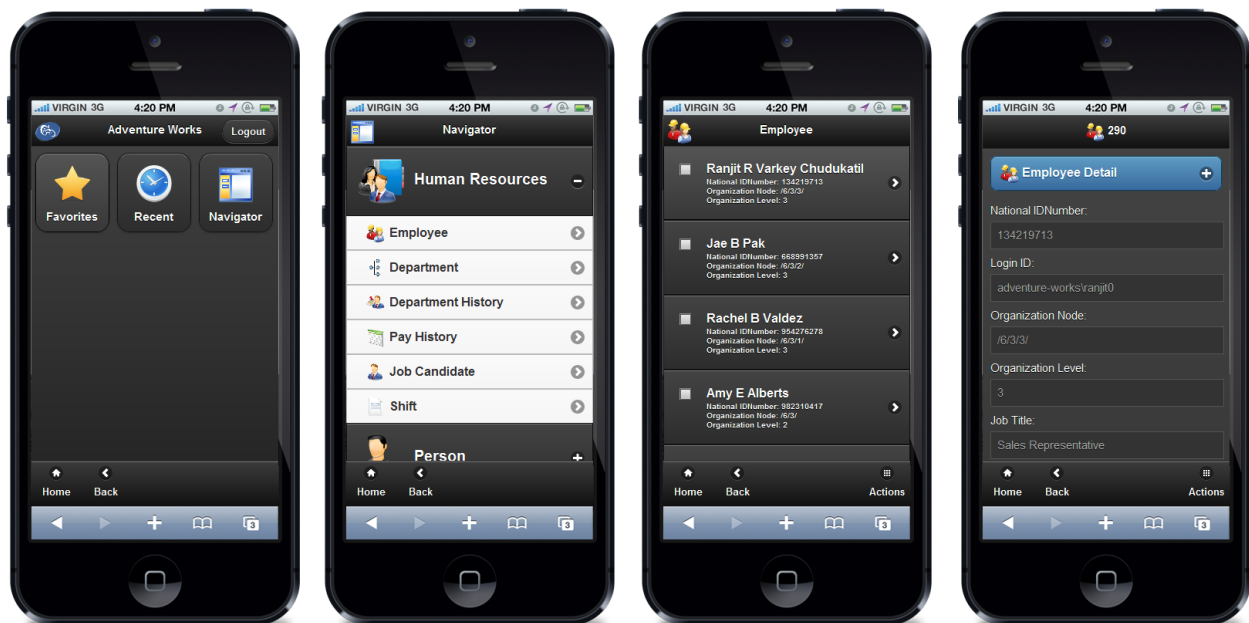 VIRGIN 3G 4:20 PM
Adventure Works
Logout
Favorites
Recent
Navigator
Home
Back
3
VIRGIN 3G 4:20 PM
Navigator
Human Resources
Employee
Department
Department History
Pay History
Job Candidate
Shift
Person
Home
Back
3
VIRGIN 3G 4:20 PM
Employee
Ranjit R Varkey Chudukatil
National IDNumber: 134219713
Organization Node: /6/3/3/
Organization Level: 3
Jae B Pak
National IDNumber: 668991357
Organization Node: /6/3/2/
Organization Level: 3
Rachel B Valdez
National IDNumber: 954276278
Organization Node: /6/3/1/
Organization Level: 3
Amy E Alberts
National IDNumber: 982310417
Organization Node: /6/3/
Organization Level: 2
Home
Back
Actions
3
VIRGIN 3G 4:20 PM
290
Employee Detail
National IDNumber:
134219713
Login ID:
adventure-works\ranjit0
Organization Node:
/6/3/3/
Organization Level:
3
Job Title:
Sales Representative
Home
Back
Actions
3